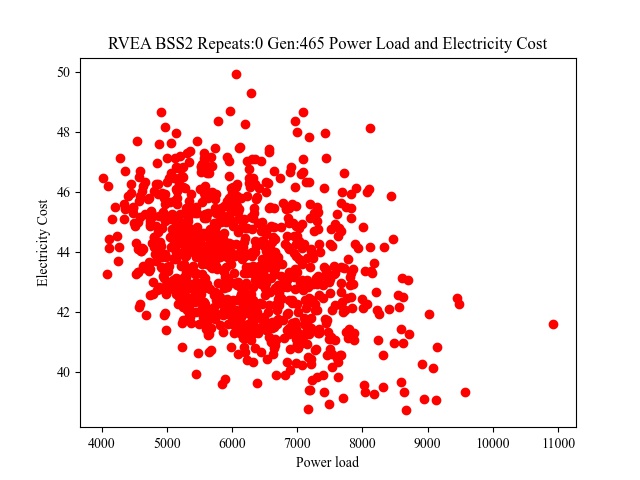 RVEA BSS2 Repeats:0 Gen:465 Power Load and Electricity Cost
50
48
46
44
42
40
Electricity Cost
4000 5000 6000 7000 8000 9000 10000 11000
Power load